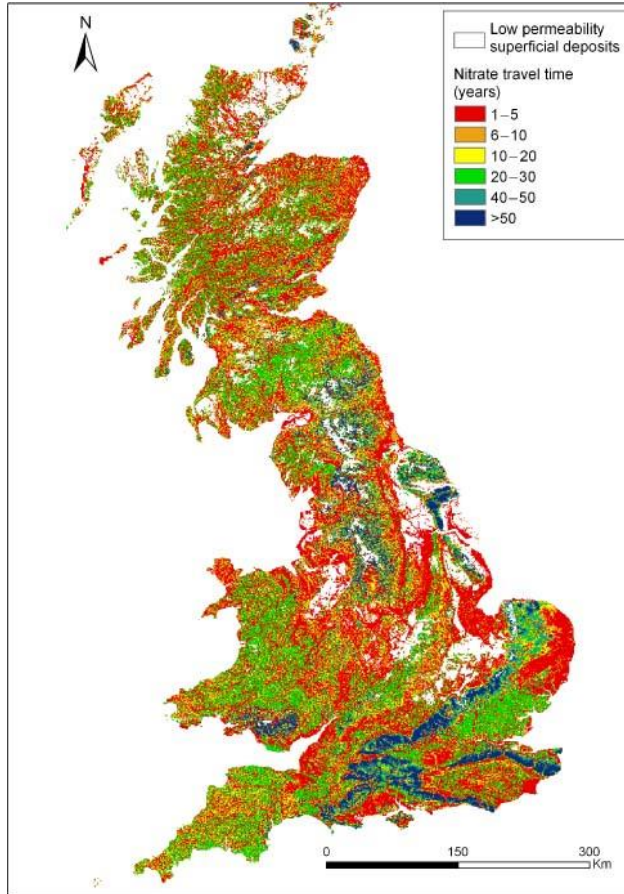 N
Low permeability
superficial deposits
Nitrate travel time
(years)
1–5
6–10
10–20
20–30
40–50
>50
0 150 300
Km